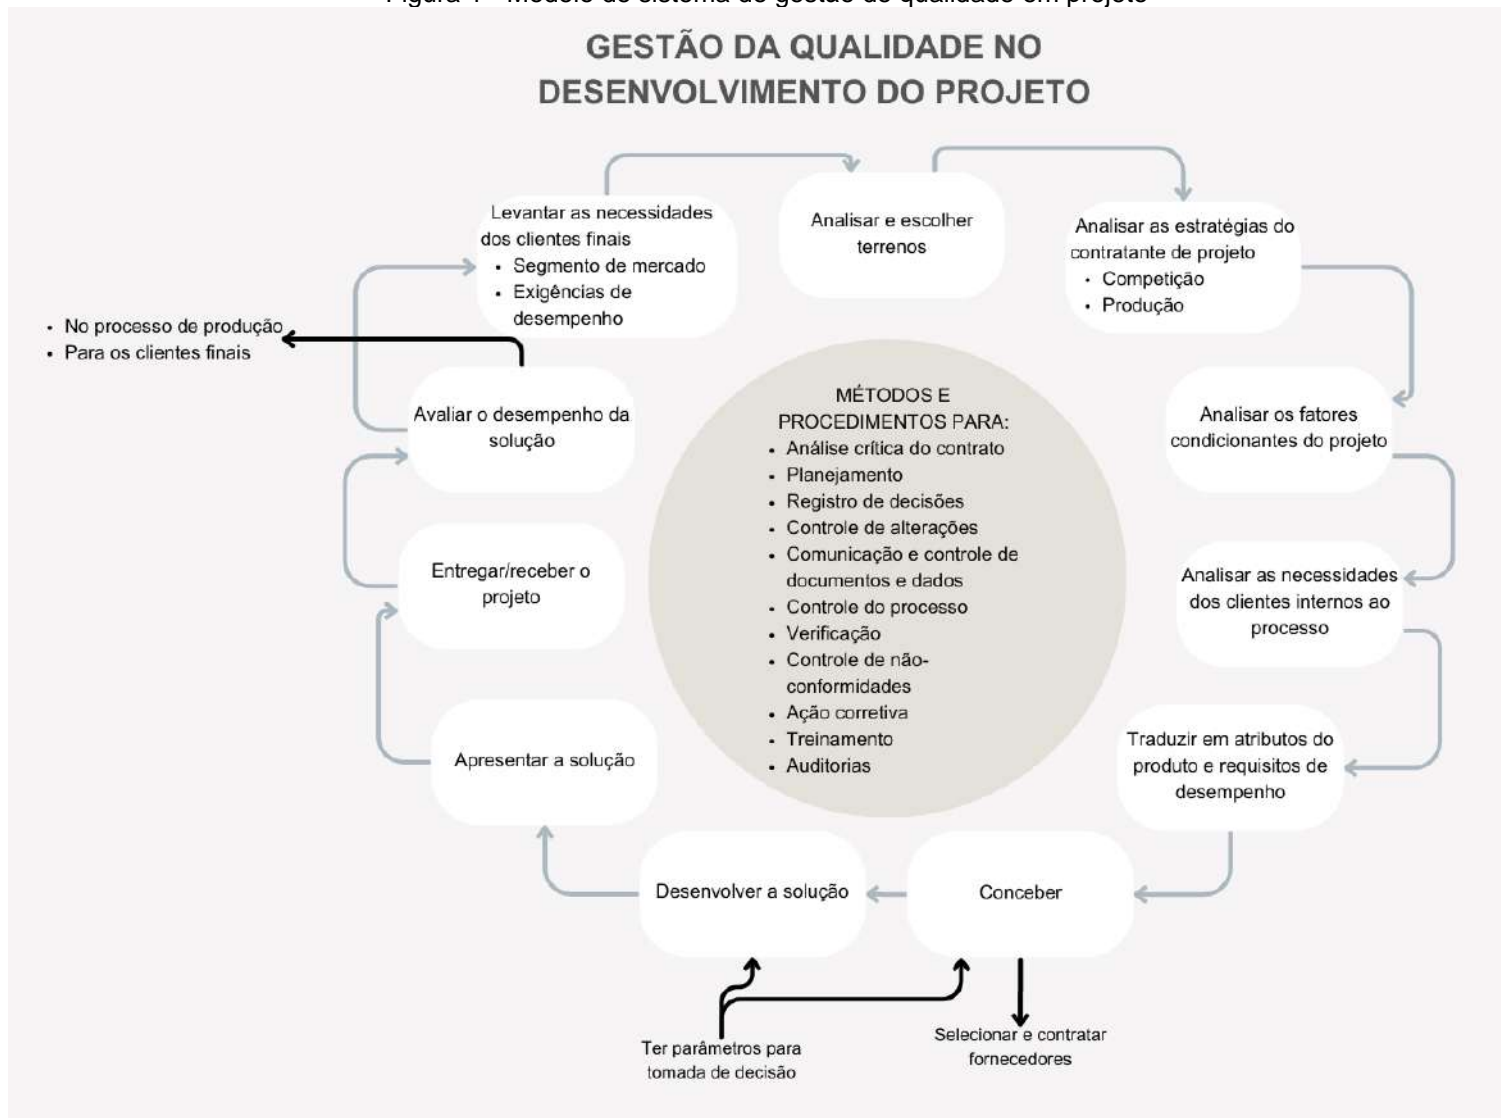 GESTÃO DA QUALIDADE NO
DESENVOLVIMENTO DO PROJETO
Levantar as necessidades
dos clientes finais
• Segmento de mercado
• Exigências de
desempenho
Analisar e escolher
terrenos
Analisar as estratégias do
contratante de projeto
• Competição
• Produção
• No processo de produção
• Para os clientes finais
Avaliar o desempenho da
solução
MÉTODOS E
PROCEDIMENTOS PARA:
• Análise crítica do contrato
• Planejamento
• Registro de decisões
• Controle de alterações
• Comunicação e controle de
documentos e dados
• Controle do processo
• Verificação
• Controle de não-
conformidades
• Ação corretiva
• Treinamento
• Auditorias
Analisar os fatores
condicionantes do projeto
Entregar/receber o
projeto
Analisar as necessidades
dos clientes internos ao
processo
Apresentar a solução
Traduzir em atributos do
produto e requisitos de
desempenho
Desenvolver a solução
Conceber
Ter parâmetros para
tomada de decisão
Selecionar e contratar
fornecedores